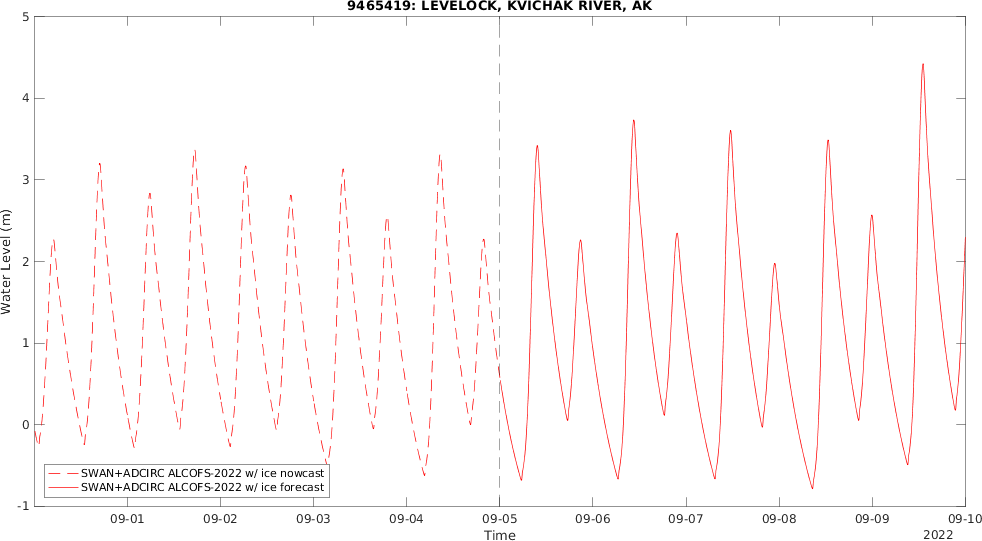 9465419: LEVELOCK, KVICHAK RIVER, AK
5
4
3
2
1
0
-1
Water Level (m)
SWAN+ADCIRC ALCOFS-2022 w/ ice nowcast
SWAN+ADCIRC ALCOFS-2022 w/ ice forecast
09-01 09-02 09-03 09-04 09-05 09-06 09-07 09-08 09-09 09-10
Time
2022